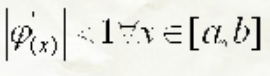 |φ'(x)| < 1 ∀x ∈ [a, b]